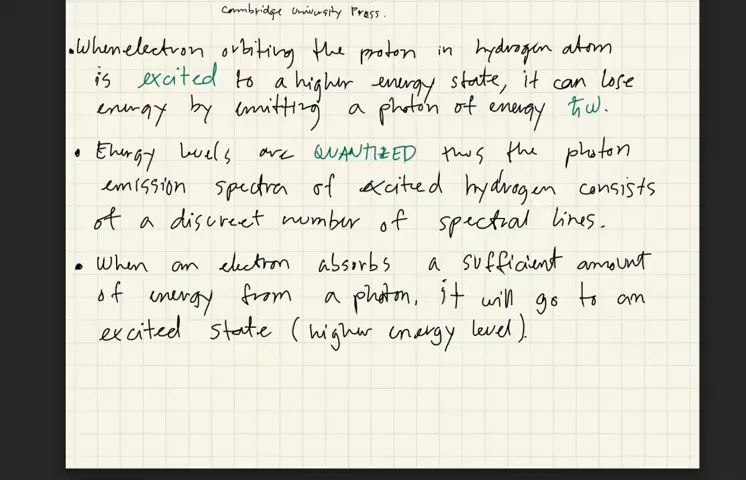 Cambridge University Press.
• When electron orbiting the proton in hydrogen atom
is excited to a higher energy state, it can lose
energy by emitting a photon of energy ħω.
• Energy levels are QUANTIZED thus the photon
emission spectra of excited hydrogen consists
of a discreet number of spectral lines.
• When an electron absorbs a sufficient amount
of energy from a photon, it will go to an
excited state (higher energy level).